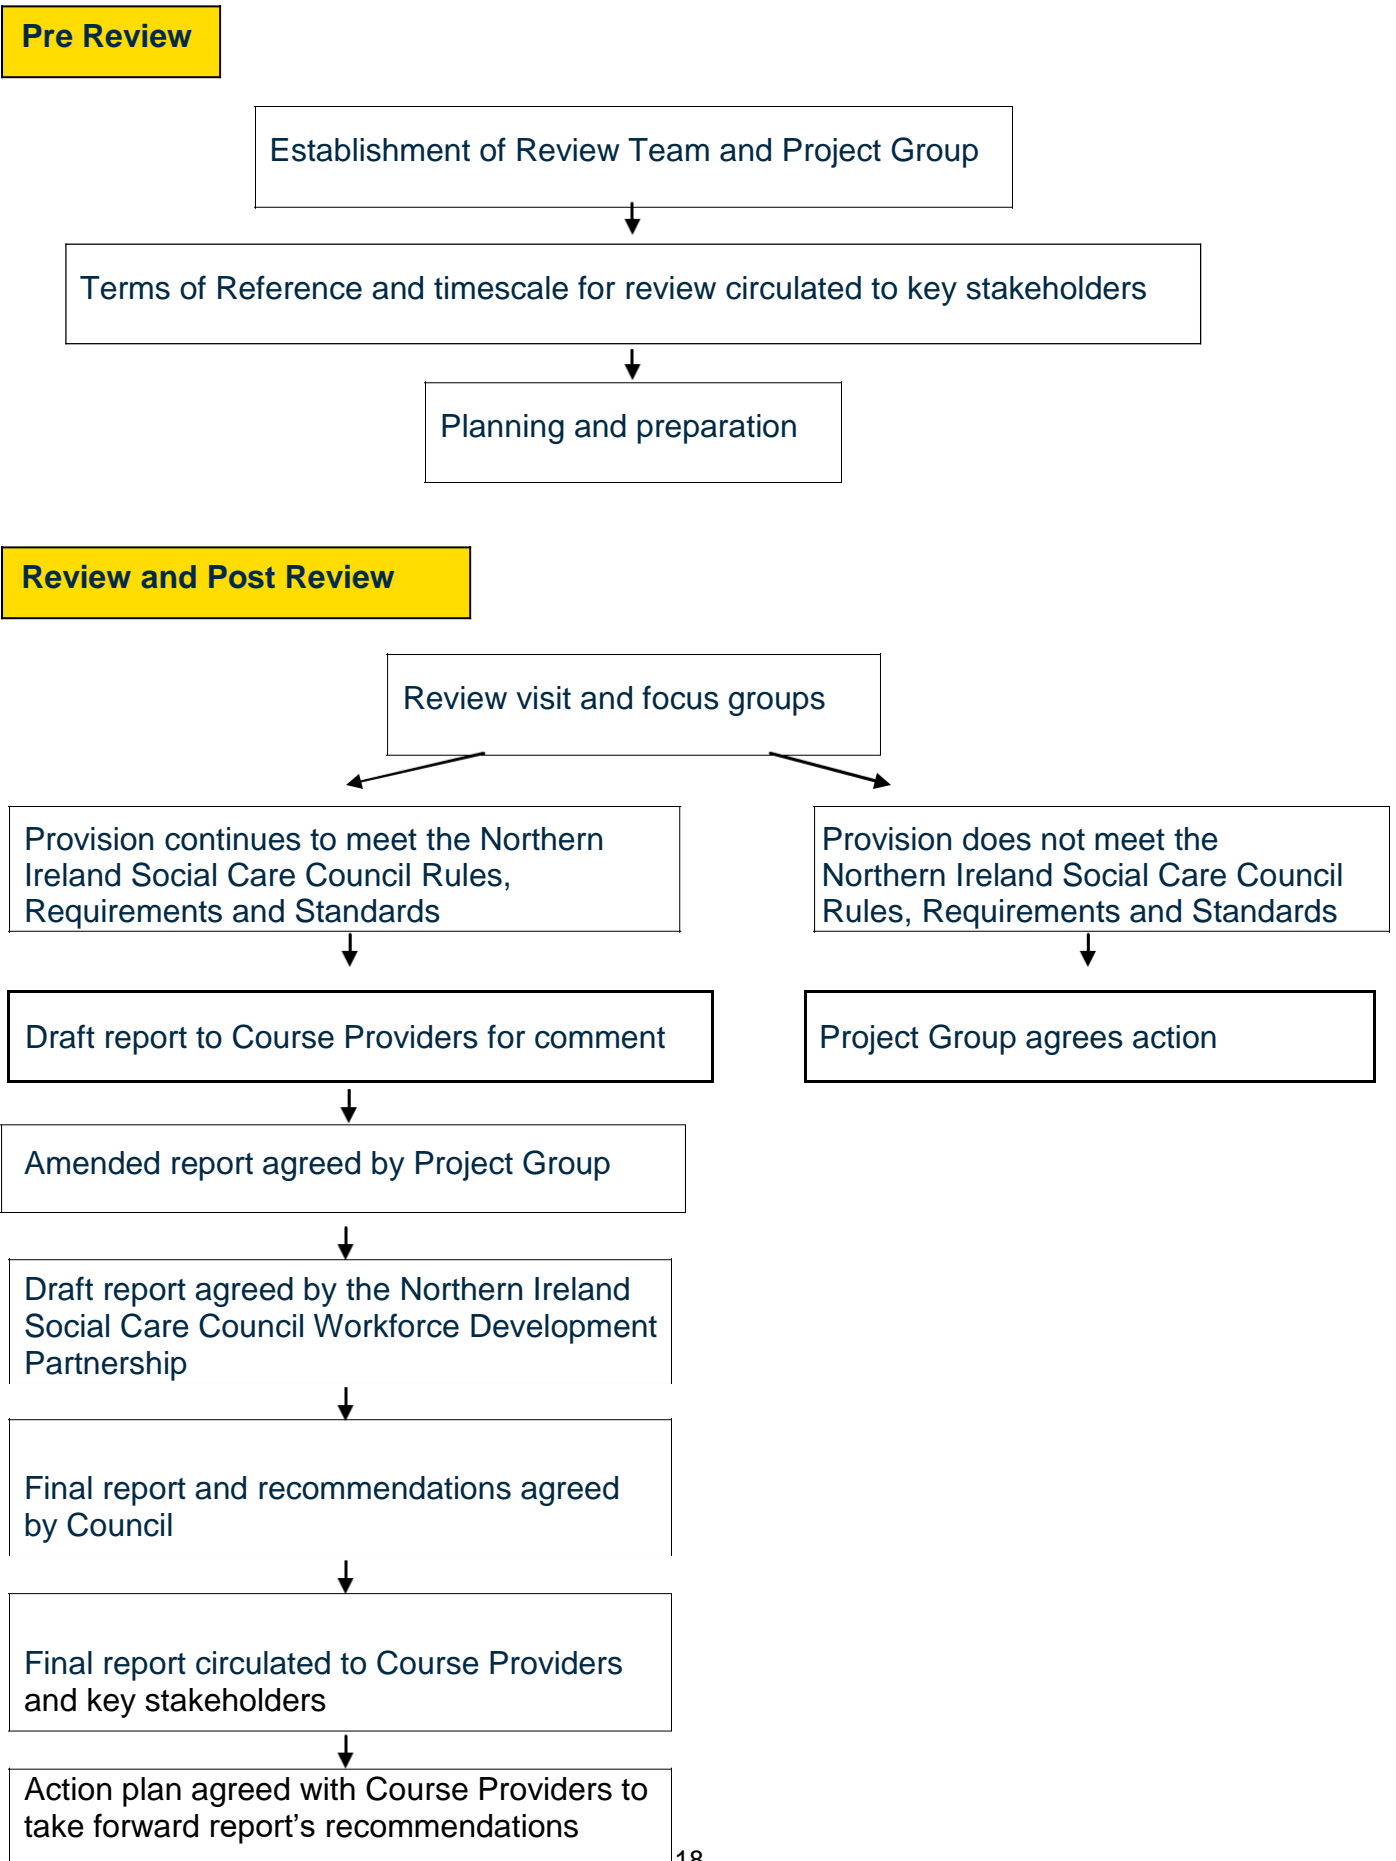 Pre Review
Establishment of Review Team and Project Group
Terms of Reference and timescale for review circulated to key stakeholders
Planning and preparation
Review and Post Review
Review visit and focus groups
Provision continues to meet the Northern
Ireland Social Care Council Rules,
Requirements and Standards
Provision does not meet the
Northern Ireland Social Care Council
Rules, Requirements and Standards
Draft report to Course Providers for comment
Project Group agrees action
Amended report agreed by Project Group
Draft report agreed by the Northern Ireland
Social Care Council Workforce Development
Partnership
Final report and recommendations agreed
by Council
Final report circulated to Course Providers
and key stakeholders
Action plan agreed with Course Providers to
take forward report’s recommendations
18